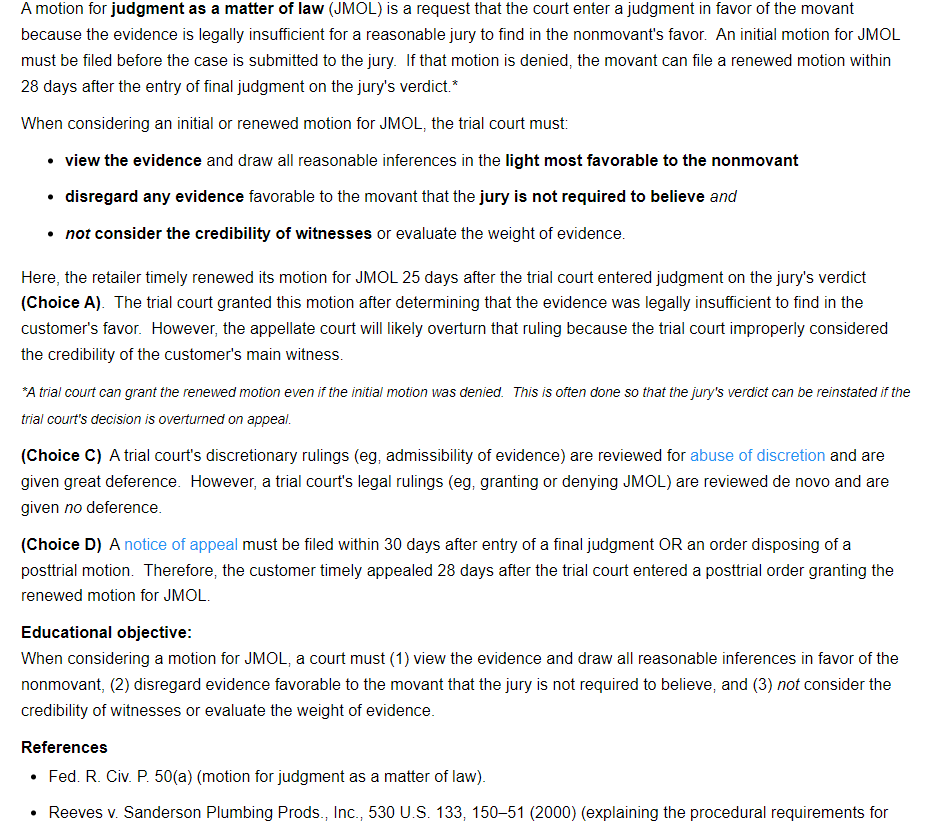 A motion for judgment as a matter of law (JMOL) is a request that the court enter a judgment in favor of the movant
because the evidence is legally insufficient for a reasonable jury to find in the nonmovant's favor.  An initial motion for JMOL
must be filed before the case is submitted to the jury.  If that motion is denied, the movant can file a renewed motion within
28 days after the entry of final judgment on the jury's verdict.*
When considering an initial or renewed motion for JMOL, the trial court must:
• view the evidence and draw all reasonable inferences in the light most favorable to the nonmovant
• disregard any evidence favorable to the movant that the jury is not required to believe and
• not consider the credibility of witnesses or evaluate the weight of evidence.
Here, the retailer timely renewed its motion for JMOL 25 days after the trial court entered judgment on the jury's verdict
(Choice A).  The trial court granted this motion after determining that the evidence was legally insufficient to find in the
customer's favor.  However, the appellate court will likely overturn that ruling because the trial court improperly considered
the credibility of the customer's main witness.
*A trial court can grant the renewed motion even if the initial motion was denied.  This is often done so that the jury's verdict can be reinstated if the
trial court's decision is overturned on appeal.
(Choice C)  A trial court's discretionary rulings (eg, admissibility of evidence) are reviewed for abuse of discretion and are
given great deference.  However, a trial court's legal rulings (eg, granting or denying JMOL) are reviewed de novo and are
given no deference.
(Choice D)  A notice of appeal must be filed within 30 days after entry of a final judgment OR an order disposing of a
posttrial motion.  Therefore, the customer timely appealed 28 days after the trial court entered a posttrial order granting the
renewed motion for JMOL.
Educational objective:
When considering a motion for JMOL, a court must (1) view the evidence and draw all reasonable inferences in favor of the
nonmovant, (2) disregard evidence favorable to the movant that the jury is not required to believe, and (3) not consider the
credibility of witnesses or evaluate the weight of evidence.
References
• Fed. R. Civ. P. 50(a) (motion for judgment as a matter of law).
• Reeves v. Sanderson Plumbing Prods., Inc., 530 U.S. 133, 150–51 (2000) (explaining the procedural requirements for